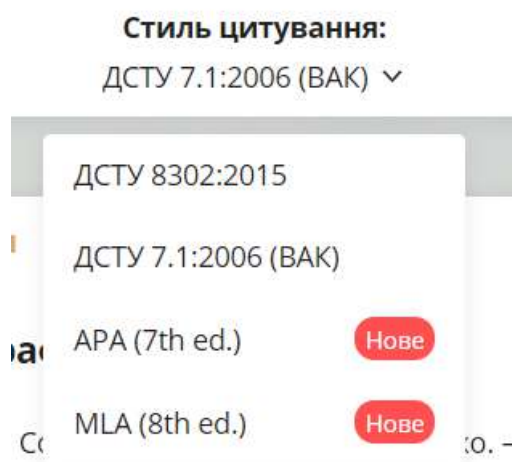 Стиль цитування:
ДСТУ 7.1:2006 (ВАК)
ДСТУ 8302:2015
ДСТУ 7.1:2006 (ВАК)
APA (7th ed.) Нове
MLA (8th ed.) Нове